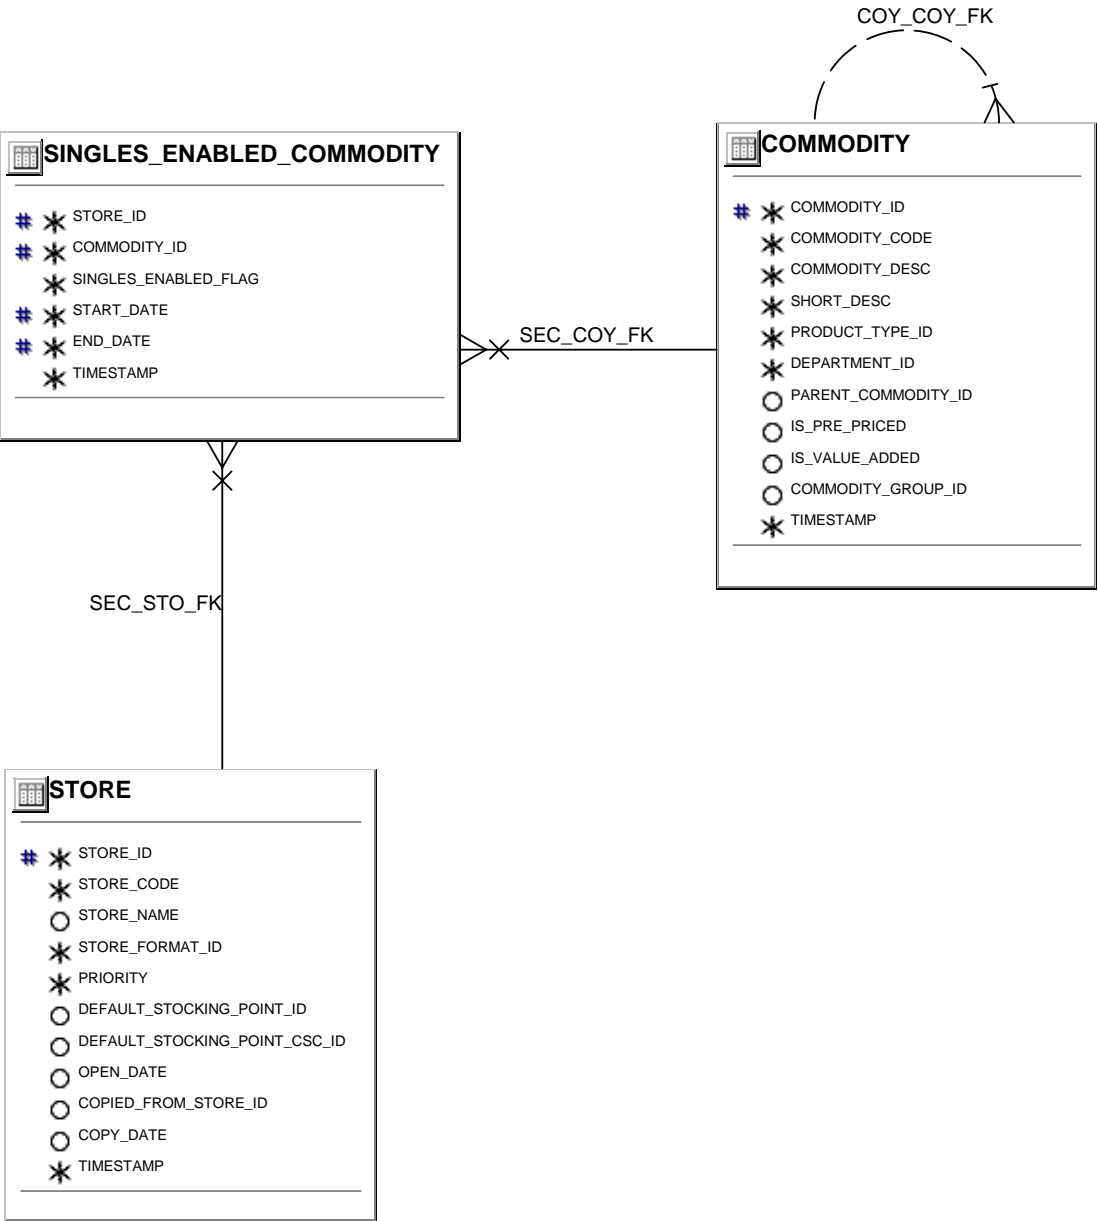 COY_COY_FK
SINGLES_ENABLED_COMMODITY
# * STORE_ID
# * COMMODITY_ID
* SINGLES_ENABLED_FLAG
# * START_DATE
# * END_DATE
* TIMESTAMP
SEC_COY_FK
COMMODITY
# * COMMODITY_ID
* COMMODITY_CODE
* COMMODITY_DESC
* SHORT_DESC
* PRODUCT_TYPE_ID
* DEPARTMENT_ID
PARENT_COMMODITY_ID
IS_PRE_PRICED
IS_VALUE_ADDED
COMMODITY_GROUP_ID
* TIMESTAMP
SEC_STO_FK
STORE
# * STORE_ID
* STORE_CODE
STORE_NAME
* STORE_FORMAT_ID
* PRIORITY
DEFAULT_STOCKING_POINT_ID
DEFAULT_STOCKING_POINT_CSC_ID
OPEN_DATE
COPIED_FROM_STORE_ID
COPY_DATE
* TIMESTAMP